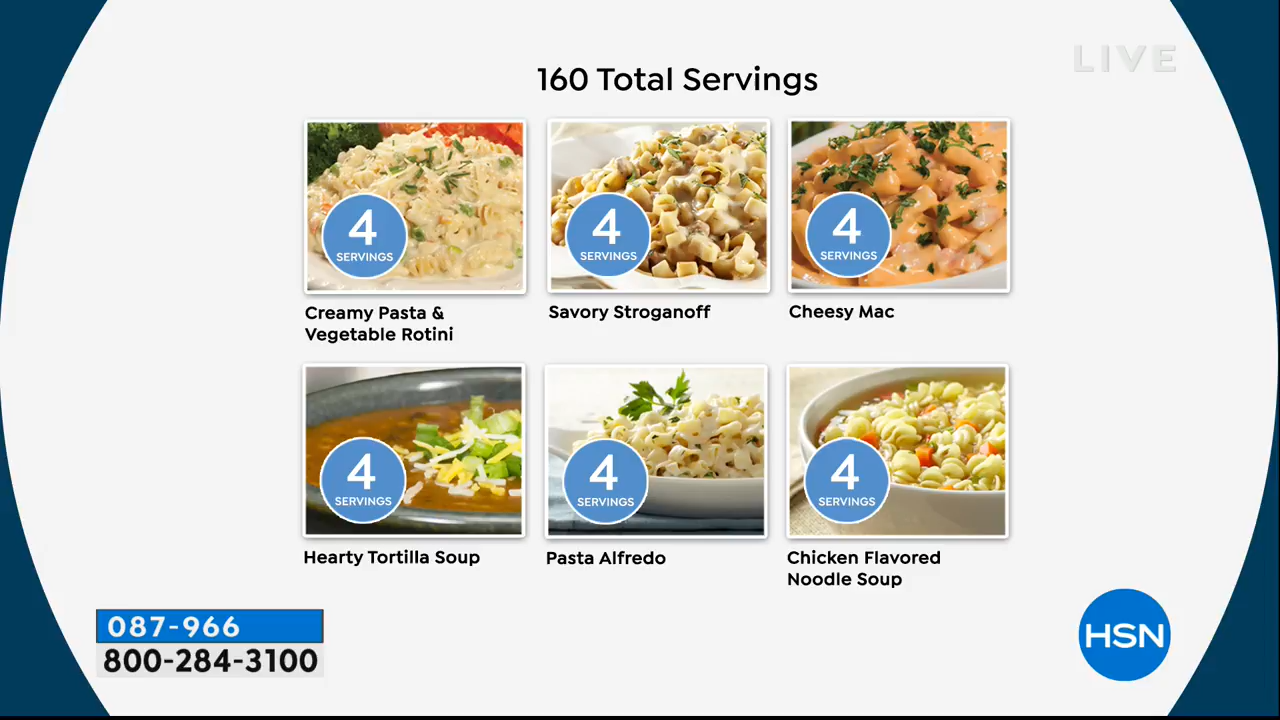 LIVE
160 Total Servings
4
SERVINGS
4
SERVINGS
4
SERVINGS
Creamy Pasta &
Vegetable Rotini
Savory Stroganoff
Cheesy Mac
4
SERVINGS
4
SERVINGS
4
SERVINGS
Hearty Tortilla Soup
Pasta Alfredo
Chicken Flavored
Noodle Soup
087-966
800-284-3100
HSN